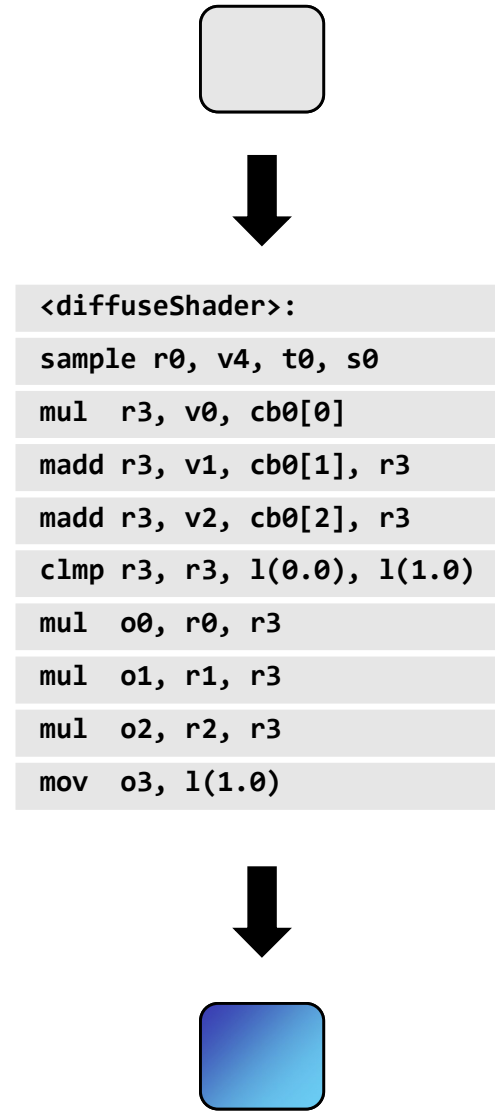 <diffuseShader>:
sample r0, v4, t0, s0
mul  r3, v0, cb0[0]
madd r3, v1, cb0[1], r3
madd r3, v2, cb0[2], r3
clmp r3, r3, l(0.0), l(1.0)
mul  o0, r0, r3
mul  o1, r1, r3
mul  o2, r2, r3
mov  o3, l(1.0)